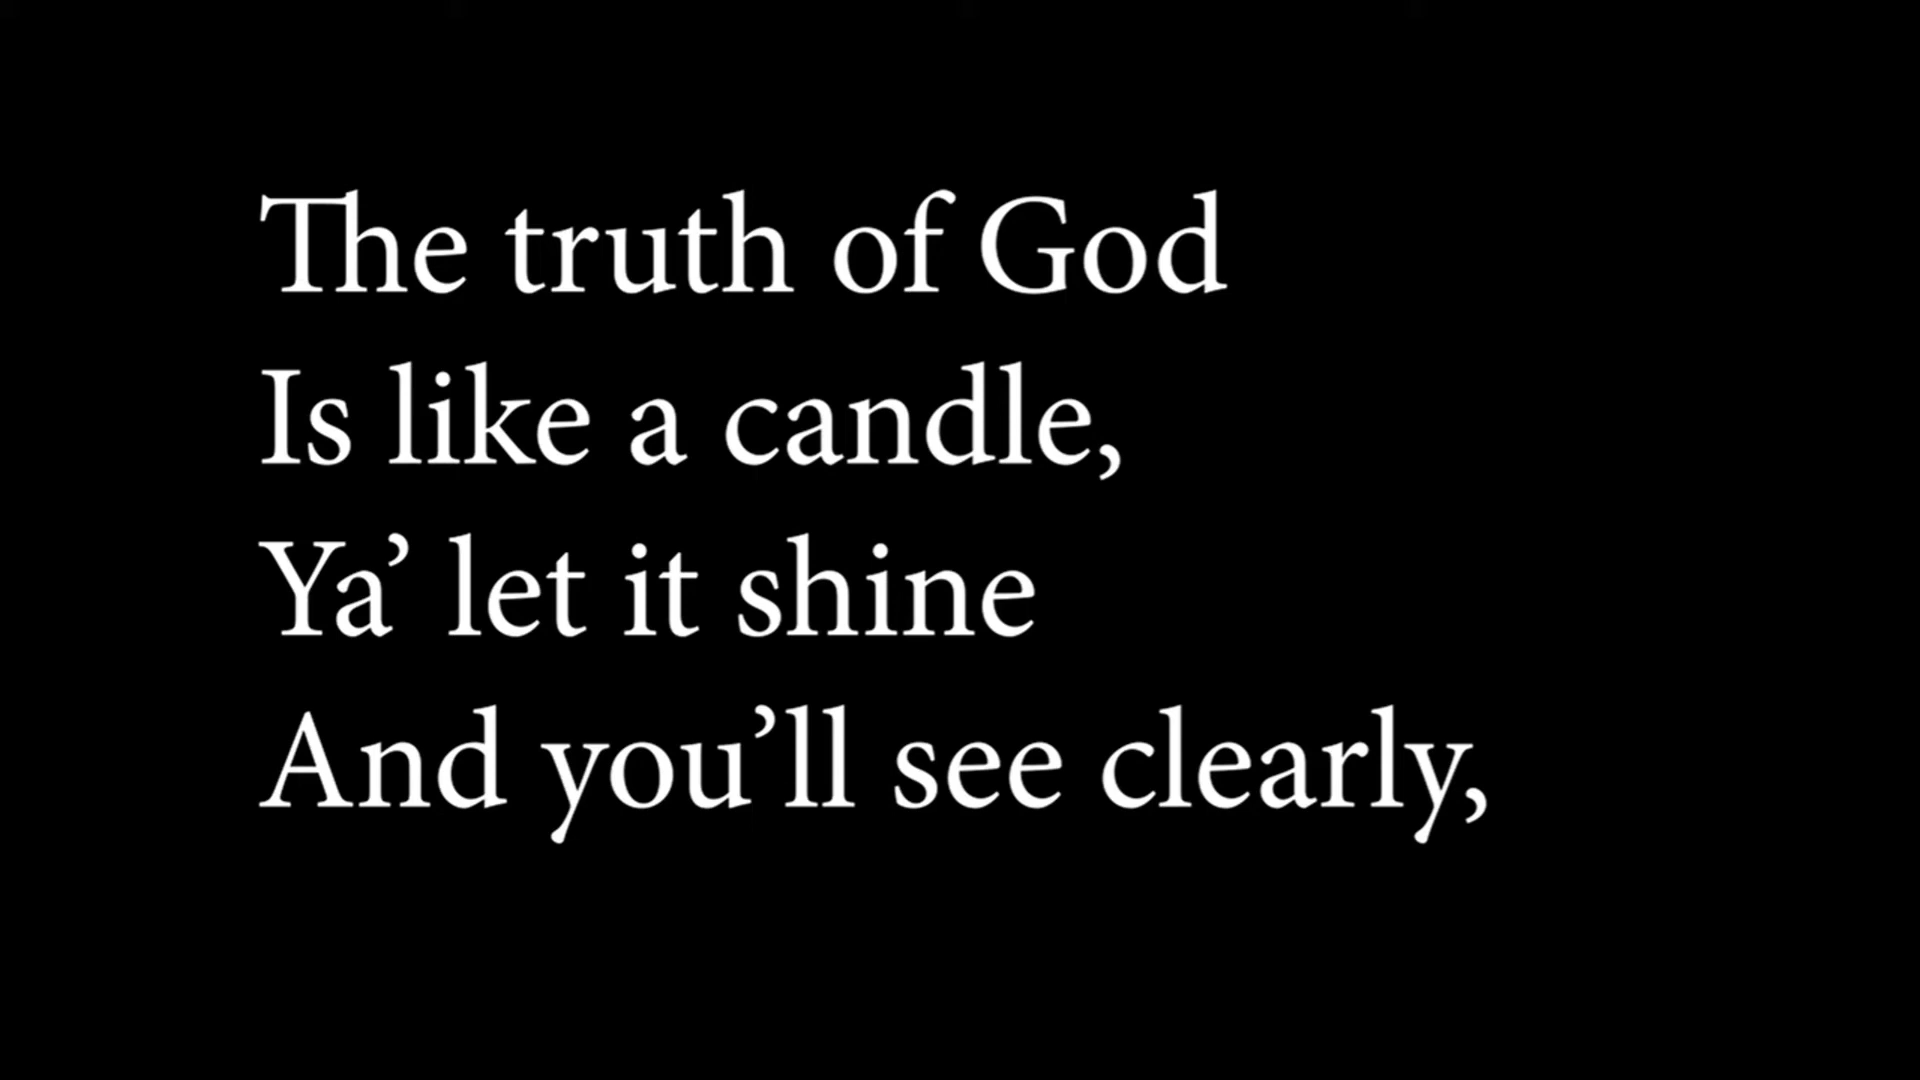 The truth of God
Is like a candle,
Ya’ let it shine
And you’ll see clearly,